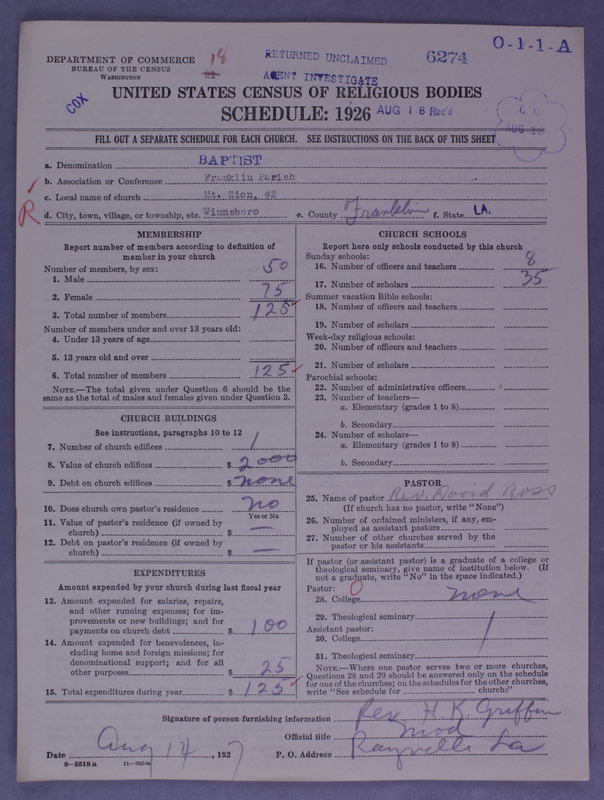 DEPARTMENT OF COMMERCE
BUREAU OF THE CENSUS
WASHINGTON
18
RETURNED UNCLAIMED
AGENT INVESTIGATE
6274
O-1-1-A
COX
UNITED STATES CENSUS OF RELIGIOUS BODIES
SCHEDULE: 1926
AUG 18 Rec'd
AUG 18
FILL OUT A SEPARATE SCHEDULE FOR EACH CHURCH. SEE INSTRUCTIONS ON THE BACK OF THIS SHEET
a. Denomination BAPTIST
b. Association or Conference Franklin Parish
c. Local name of church Mt. Zion, #2
R
d. City, town, village, or township, etc. Winnsboro e. County Franklin f. State LA.
MEMBERSHIP
Report number of members according to definition of
member in your church
Number of members, by sex:
1. Male 50
2. Female 75
3. Total number of members 125
Number of members under and over 13 years old:
4. Under 13 years of age
5. 13 years old and over
6. Total number of members 125
NOTE.—The total given under Question 6 should be the
same as the total of males and females given under Question 3.
CHURCH BUILDINGS
See instructions, paragraphs 10 to 12
7. Number of church edifices 1
8. Value of church edifices $ 2000
9. Debt on church edifices $ none
10. Does church own pastor's residence no
Yes or No
11. Value of pastor's residence (if owned by
church) $ —
12. Debt on pastor's residence (if owned by
church) $ —
EXPENDITURES
Amount expended by your church during last fiscal year
13. Amount expended for salaries, repairs,
and other running expenses; for im-
provements or new buildings; and for
payments on church debt $ 100
14. Amount expended for benevolences, in-
cluding home and foreign missions; for
denominational support; and for all
other purposes $ 25
15. Total expenditures during year $ 125
CHURCH SCHOOLS
Report here only schools conducted by this church
Sunday schools:
16. Number of officers and teachers 8
17. Number of scholars 35
Summer vacation Bible schools:
18. Number of officers and teachers
19. Number of scholars
Week-day religious schools:
20. Number of officers and teachers
21. Number of scholars
Parochial schools:
22. Number of administrative officers
23. Number of teachers—
a. Elementary (grades 1 to 8)
b. Secondary
24. Number of scholars—
a. Elementary (grades 1 to 8)
b. Secondary
PASTOR
25. Name of pastor Rev. David Ross
(If church has no pastor, write "None")
26. Number of ordained ministers, if any, em-
ployed as assistant pastors
27. Number of other churches served by the
pastor or his assistants
If pastor (or assistant pastor) is a graduate of a college or
theological seminary, give name of institution below. (If
not a graduate, write "No" in the space indicated.)
Pastor: 0
28. College none
29. Theological seminary
Assistant pastor:
30. College
31. Theological seminary
NOTE.—Where one pastor serves two or more churches,
Questions 28 and 29 should be answered only on the schedule
for one of the churches; on the schedules for the other churches,
write "See schedule for church"
Signature of person furnishing information Rev. H. K. Griffin
Official title Mod
Date Aug 14, 1927 P. O. Address Rayville La
8—5518 a